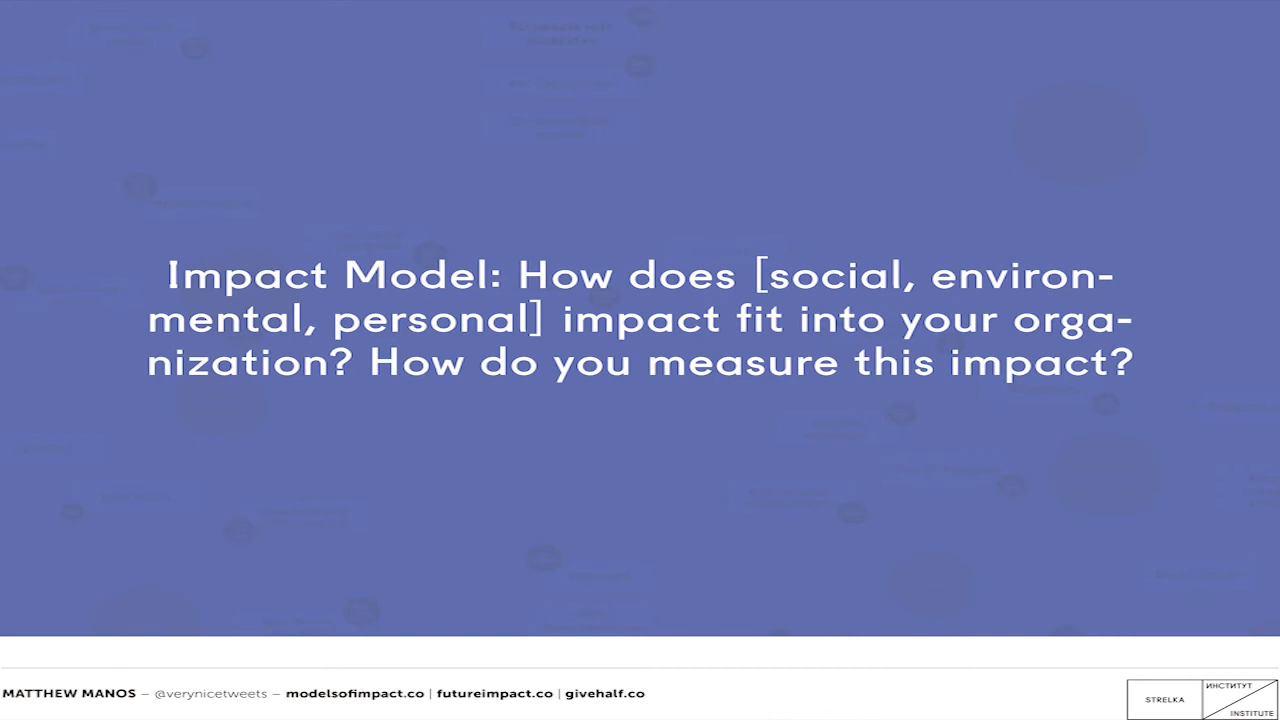 Impact Model: How does [social, environ-
mental, personal] impact fit into your orga-
nization? How do you measure this impact?
MATTHEW MANOS – @verynicetweets – modelsofimpact.co | futureimpact.co | givehalf.co
STRELKA
ИНСТИТУТ
INSTITUTE